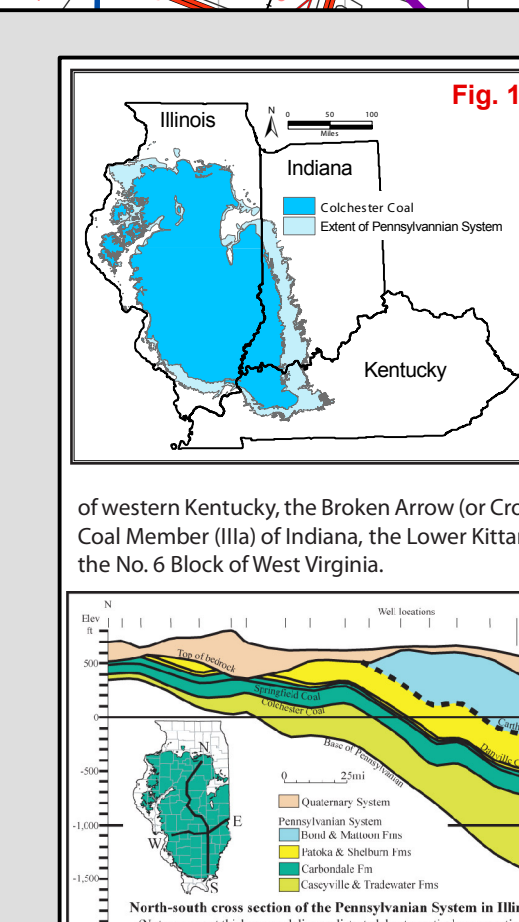 Fig. 1
Illinois
N
0 50 100
Miles
Indiana
Colchester Coal
Extent of Pennsylvannian System
Kentucky
of western Kentucky, the Broken Arrow (or Cro
Coal Member (IIIa) of Indiana, the Lower Kittan
the No. 6 Block of West Virginia.
N
Well locations
Elev
ft
500
Top of bedrock
Springfield Coal
Colchester Coal
0
Carth
Base of Pennsylvanian
Danville C
-500
0 25mi
N
E
W
S
-1,000
-1,500
Quaternary System
Pennsylvanian System
Bond & Mattoon Fms
Patoka & Shelburn Fms
Carbondale Fm
Caseyville & Tradewater Fms
North-south cross section of the Pennsylvanian System in Illin